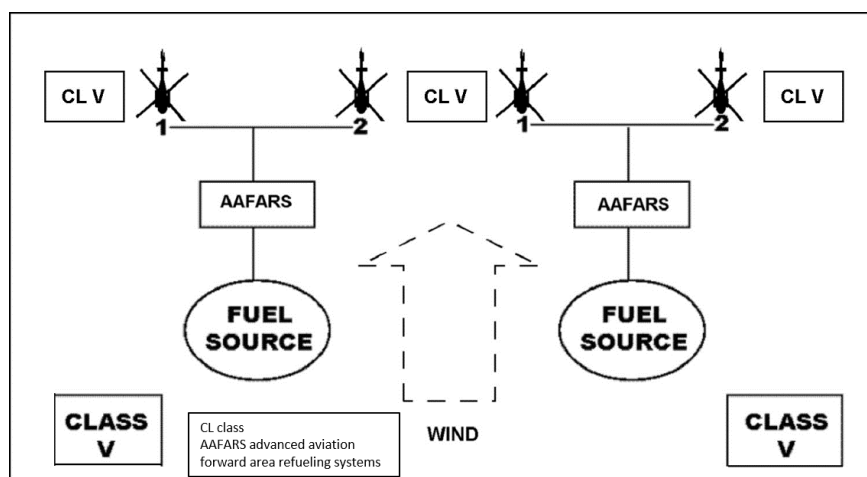 CL V
CL V
CL V
1
2
1
2
AAFARS
AAFARS
FUEL
SOURCE
FUEL
SOURCE
CLASS
V
CL class
AAFARS advanced aviation
forward area refueling systems
WIND
CLASS
V